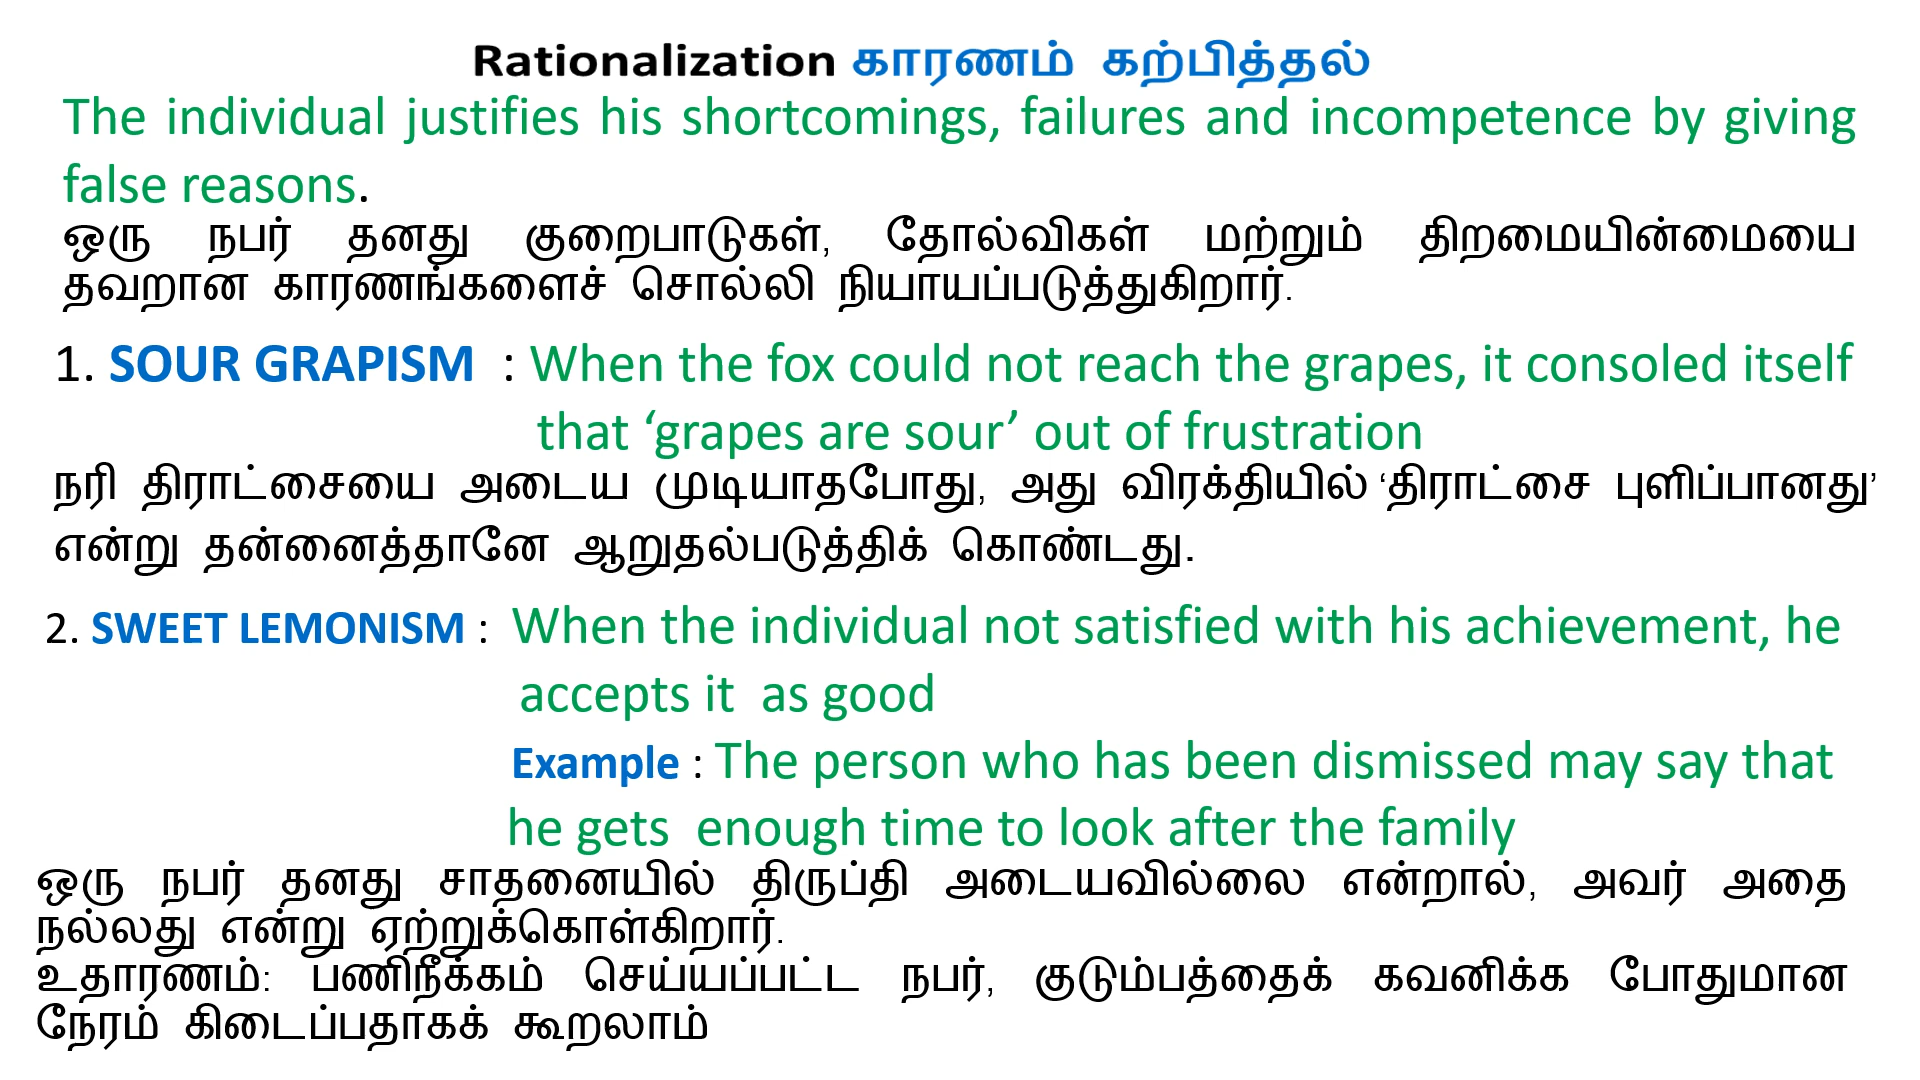 Rationalization காரணம் கற்பித்தல்
The individual justifies his shortcomings, failures and incompetence by giving
false reasons.
ஒரு நபர் தனது குறைபாடுகள், தோல்விகள் மற்றும் திறமையின்மையை
தவறான காரணங்களைச் சொல்லி நியாயப்படுத்துகிறார்.
1. SOUR GRAPISM : When the fox could not reach the grapes, it consoled itself
that ‘grapes are sour’ out of frustration
நரி திராட்சையை அடைய முடியாதபோது, அது விரக்தியில் ‘திராட்சை புளிப்பானது’
என்று தன்னைத்தானே ஆறுதல்படுத்திக் கொண்டது.
2. SWEET LEMONISM : When the individual not satisfied with his achievement, he
accepts it as good
Example : The person who has been dismissed may say that
he gets enough time to look after the family
ஒரு நபர் தனது சாதனையில் திருப்தி அடையவில்லை என்றால், அவர் அதை
நல்லது என்று ஏற்றுக்கொள்கிறார்.
உதாரணம்: பணிநீக்கம் செய்யப்பட்ட நபர், குடும்பத்தைக் கவனிக்க போதுமான
நேரம் கிடைப்பதாகக் கூறலாம்